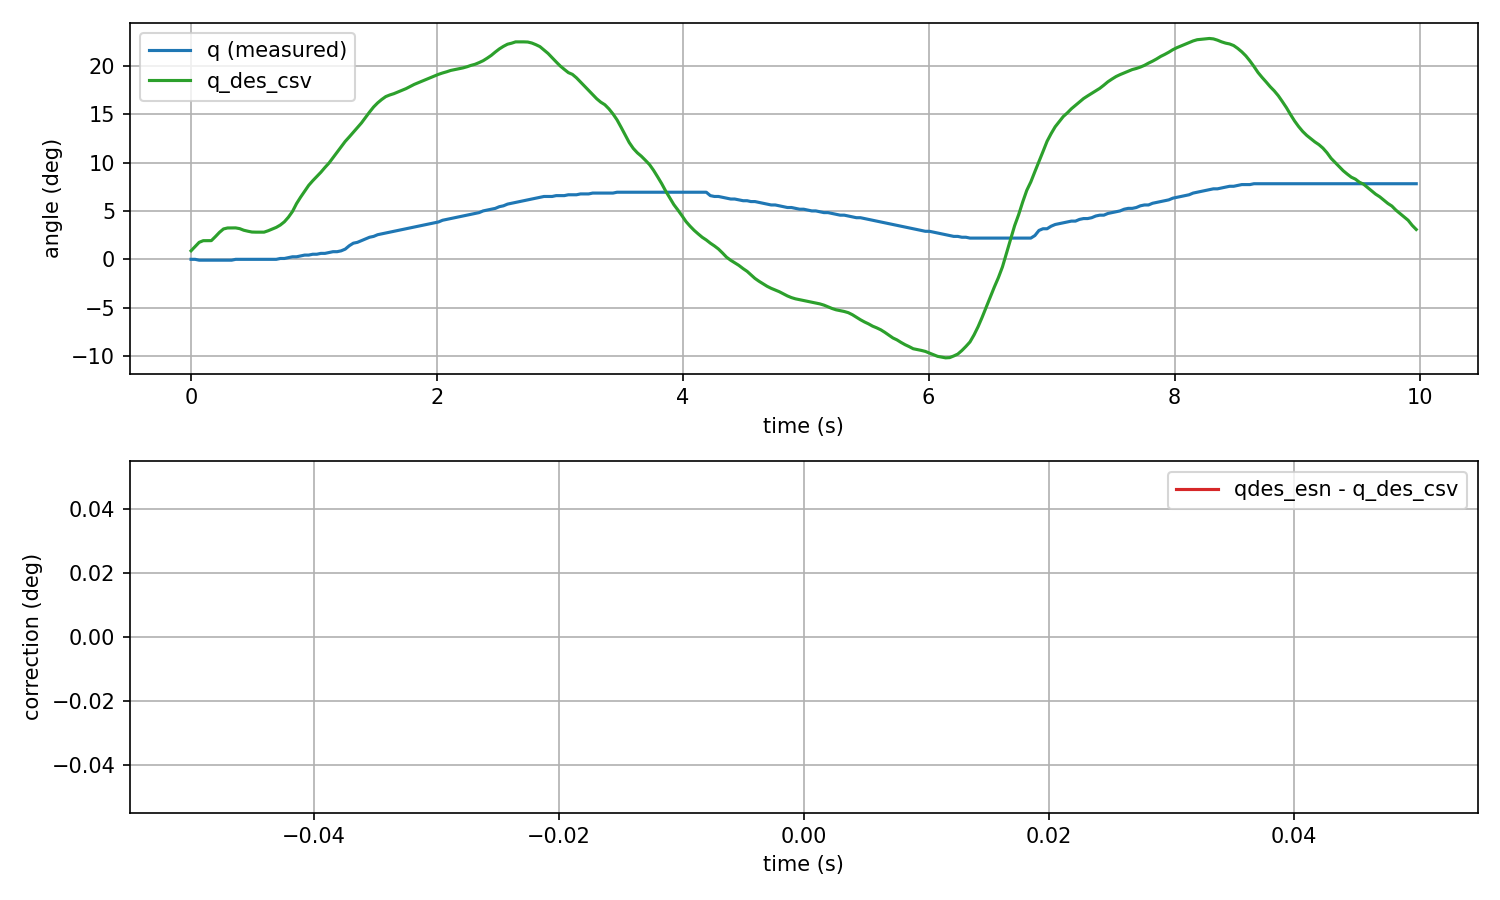 q (measured)
q_des_csv
angle (deg)
20
15
10
5
0
−5
−10
0 2 4 6 8 10
time (s)
qdes_esn - q_des_csv
correction (deg)
0.04
0.02
0.00
−0.02
−0.04
−0.04 −0.02 0.00 0.02 0.04
time (s)